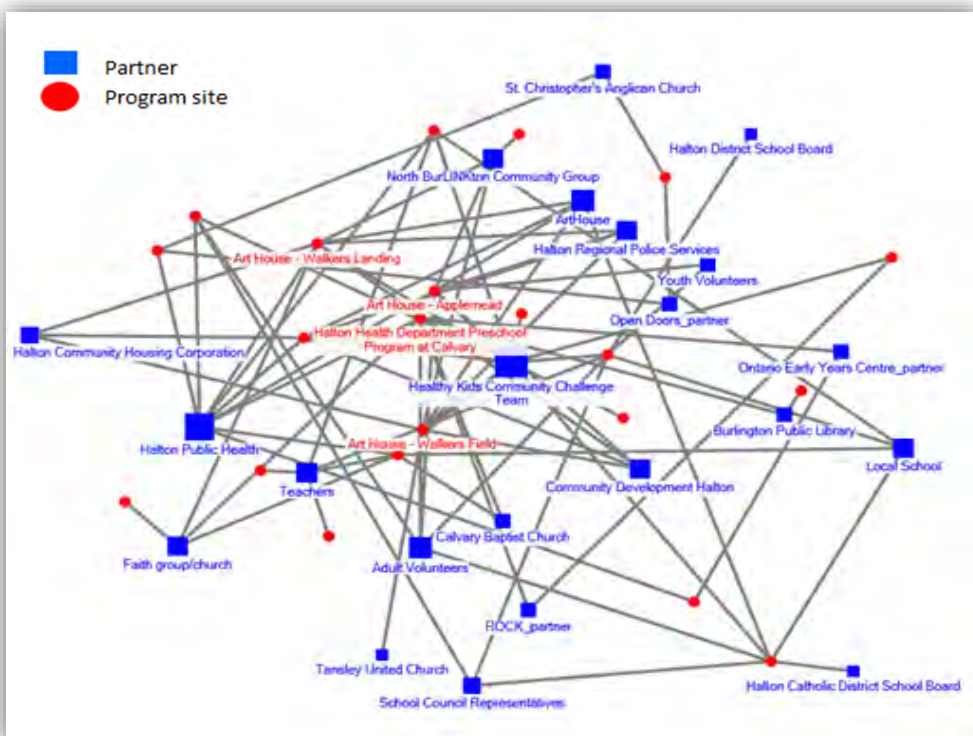 Partner
Program site
St. Christopher's Anglican Church
Halton District School Board
North BurLINKton Community Group
ArtHouse
Halton Regional Police Services
Art House - Walkers Landing
Youth Volunteers
Art House - Applemead
Open Doors_partner
Halton Health Department Preschool
Program at Calvary
Halton Community Housing Corporation
Ontario Early Years Centre_partner
Healthy Kids Community Challenge
Team
Burlington Public Library
Art House - Walkers Field
Halton Public Health
Local School
Teachers
Community Development Halton
Calvary Baptist Church
Faith group/church
Adult Volunteers
ROCK_partner
Tansley United Church
Halton Catholic District School Board
School Council Representatives